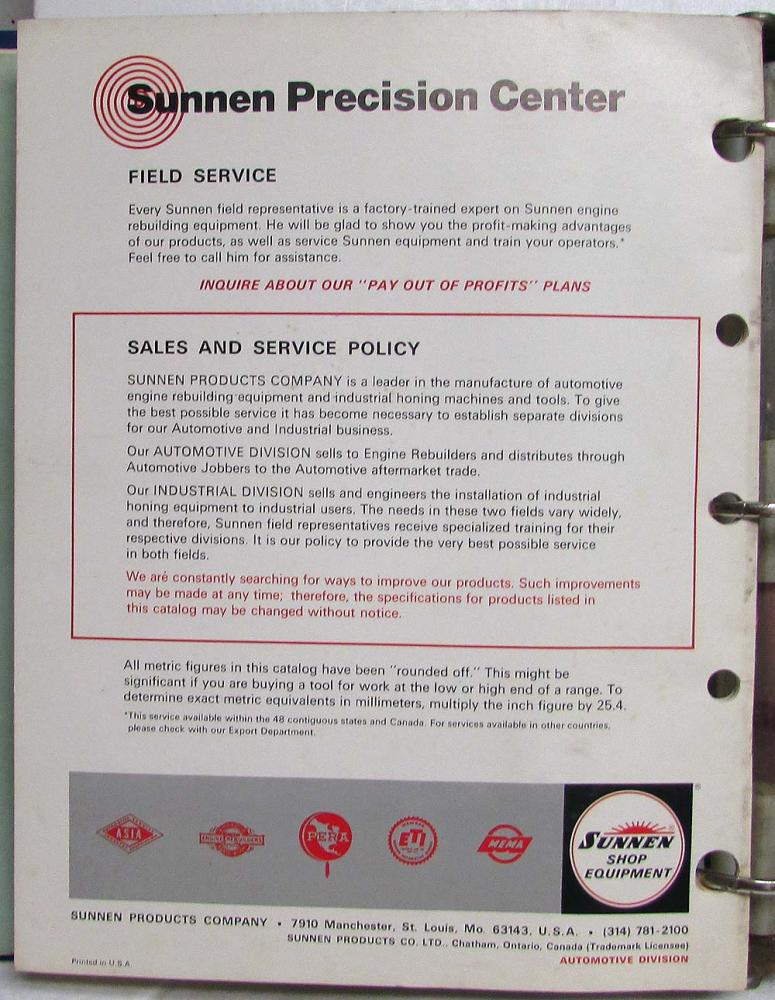 Sunnen Precision Center
FIELD SERVICE
Every Sunnen field representative is a factory-trained expert on Sunnen engine
rebuilding equipment. He will be glad to show you the profit-making advantages
of our products, as well as service Sunnen equipment and train your operators.*
Feel free to call him for assistance.
INQUIRE ABOUT OUR "PAY OUT OF PROFITS" PLANS
SALES AND SERVICE POLICY
SUNNEN PRODUCTS COMPANY is a leader in the manufacture of automotive
engine rebuilding equipment and industrial honing machines and tools. To give
the best possible service it has become necessary to establish separate divisions
for our Automotive and Industrial business.
Our AUTOMOTIVE DIVISION sells to Engine Rebuilders and distributes through
Automotive Jobbers to the Automotive aftermarket trade.
Our INDUSTRIAL DIVISION sells and engineers the installation of industrial
honing equipment to industrial users. The needs in these two fields vary widely,
and therefore, Sunnen field representatives receive specialized training for their
respective divisions. It is our policy to provide the very best possible service
in both fields.
We are constantly searching for ways to improve our products. Such improvements
may be made at any time; therefore, the specifications for products listed in
this catalog may be changed without notice.
All metric figures in this catalog have been "rounded off." This might be
significant if you are buying a tool for work at the low or high end of a range. To
determine exact metric equivalents in millimeters, multiply the inch figure by 25.4.
*This service available within the 48 contiguous states and Canada. For services available in other countries,
please check with our Export Department.
ASIA
ENGINE REBUILDERS
PERA
ETI
MEMA
SUNNEN®
SHOP
EQUIPMENT
®
SUNNEN PRODUCTS COMPANY • 7910 Manchester, St. Louis, Mo. 63143, U.S.A. • (314) 781-2100
SUNNEN PRODUCTS CO. LTD., Chatham, Ontario, Canada (Trademark Licensee)
Printed in U.S.A.
AUTOMOTIVE DIVISION